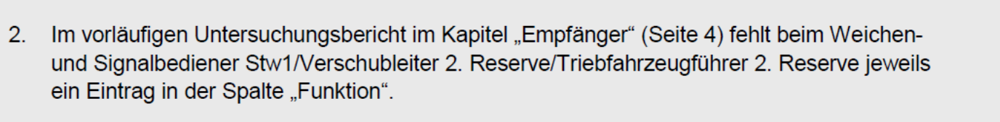 2. Im vorläufigen Untersuchungsbericht im Kapitel „Empfänger“ (Seite 4) fehlt beim Weichen-
und Signalbediener Stw1/Verschubleiter 2. Reserve/Triebfahrzeugführer 2. Reserve jeweils
ein Eintrag in der Spalte „Funktion“.